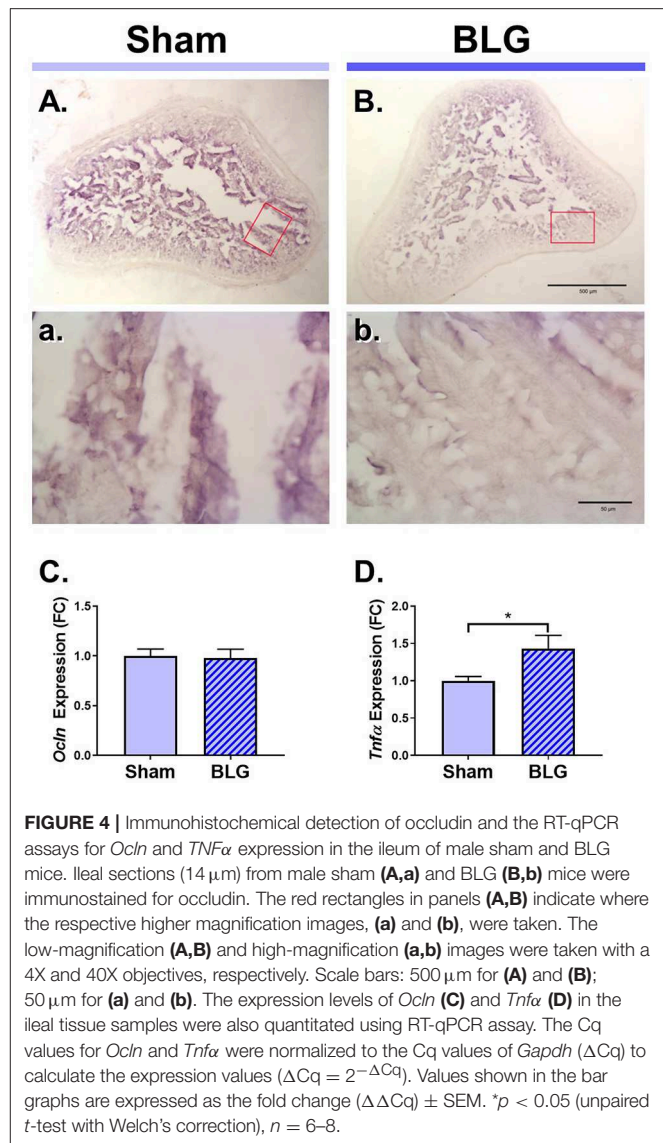 Sham BLG
A. B.
500 µm
a. b.
50 µm
C. D.
Ocln Expression (FC)
1.5
1.0
0.5
0.0
Sham BLG
Tnfα Expression (FC)
2.0
1.5
1.0
0.5
0.0
*
Sham BLG
FIGURE 4 | Immunohistochemical detection of occludin and the RT-qPCR
assays for Ocln and TNFα expression in the ileum of male sham and BLG
mice. Ileal sections (14 µm) from male sham (A,a) and BLG (B,b) mice were
immunostained for occludin. The red rectangles in panels (A,B) indicate where
the respective higher magnification images, (a) and (b), were taken. The
low-magnification (A,B) and high-magnification (a,b) images were taken with a
4X and 40X objectives, respectively. Scale bars: 500 µm for (A) and (B);
50 µm for (a) and (b). The expression levels of Ocln (C) and Tnfα (D) in the
ileal tissue samples were also quantitated using RT-qPCR assay. The Cq
values for Ocln and Tnfα were normalized to the Cq values of Gapdh (ΔCq) to
calculate the expression values (ΔCq = 2^−ΔCq). Values shown in the bar
graphs are expressed as the fold change (ΔΔCq) ± SEM. *p < 0.05 (unpaired
t-test with Welch's correction), n = 6–8.